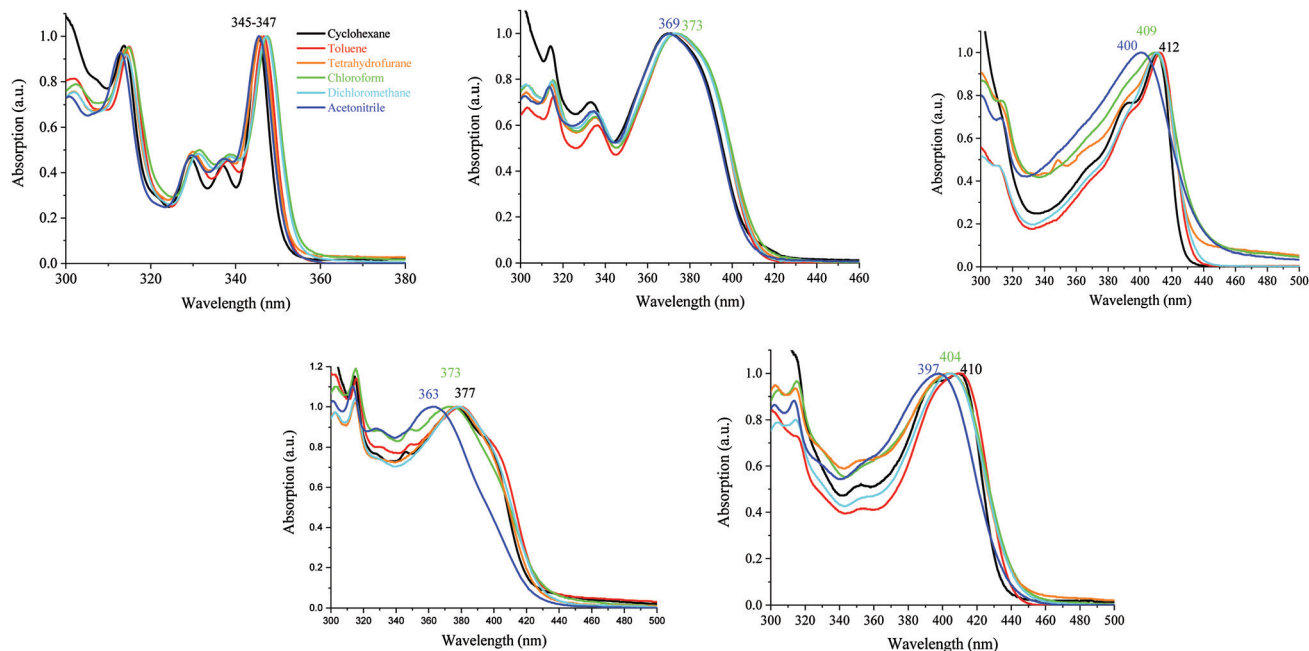 345-347
Cyclohexane
Toluene
Tetrahydrofurane
Chloroform
Dichloromethane
Acetonitrile
Absorption (a.u.)
1.0
0.8
0.6
0.4
0.2
0.0
300 320 340 360 380
Wavelength (nm)
369 373
Absorption (a.u.)
1.0
0.8
0.6
0.4
0.2
0.0
300 320 340 360 380 400 420 440 460
Wavelength (nm)
409
400 412
Absorption (a.u.)
1.0
0.8
0.6
0.4
0.2
0.0
300 320 340 360 380 400 420 440 460 480 500
Wavelength (nm)
373
363 377
Absorption (a.u.)
1.2
1.0
0.8
0.6
0.4
0.2
0.0
300 320 340 360 380 400 420 440 460 480 500
Wavelength (nm)
404
397 410
Absorption (a.u.)
1.0
0.8
0.6
0.4
0.2
0.0
300 320 340 360 380 400 420 440 460 480 500
Wavelength (nm)